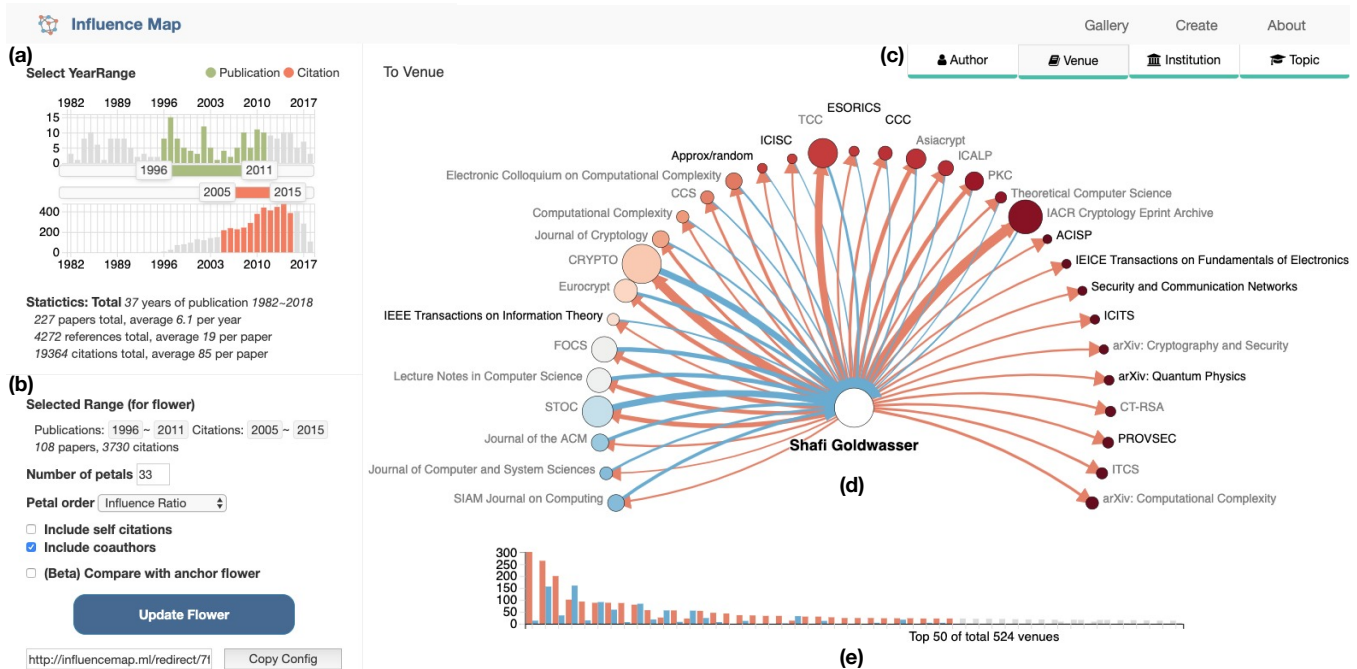 Influence Map
Gallery
Create
About
(a)
Select YearRange
Publication
Citation
1982 1989 1996 2003 2010 2017
15
10
5
0
1996
2011
2005
2015
400
200
0
1982 1989 1996 2003 2010 2017
Statictics: Total 37 years of publication 1982~2018
227 papers total, average 6.1 per year
4272 references total, average 19 per paper
19364 citations total, average 85 per paper
(b)
Selected Range (for flower)
Publications: 1996 ~ 2011 Citations: 2005 ~ 2015
108 papers, 3730 citations
Number of petals 33
Petal order Influence Ratio
Include self citations
Include coauthors
(Beta) Compare with anchor flower
Update Flower
http://influencemap.ml/redirect/7f
Copy Config
To Venue
(c)
Author
Venue
Institution
Topic
SIAM Journal on Computing
Journal of Computer and System Sciences
Journal of the ACM
STOC
Lecture Notes in Computer Science
FOCS
IEEE Transactions on Information Theory
Eurocrypt
CRYPTO
Journal of Cryptology
Computational Complexity
CCS
Electronic Colloquium on Computational Complexity
Approx/random
ICISC
TCC
ESORICS
CCC
Asiacrypt
ICALP
PKC
Theoretical Computer Science
IACR Cryptology Eprint Archive
ACISP
IEICE Transactions on Fundamentals of Electronics
Security and Communication Networks
ICITS
arXiv: Cryptography and Security
arXiv: Quantum Physics
CT-RSA
PROVSEC
ITCS
arXiv: Computational Complexity
Shafi Goldwasser
(d)
300
250
200
150
100
50
0
Top 50 of total 524 venues
(e)